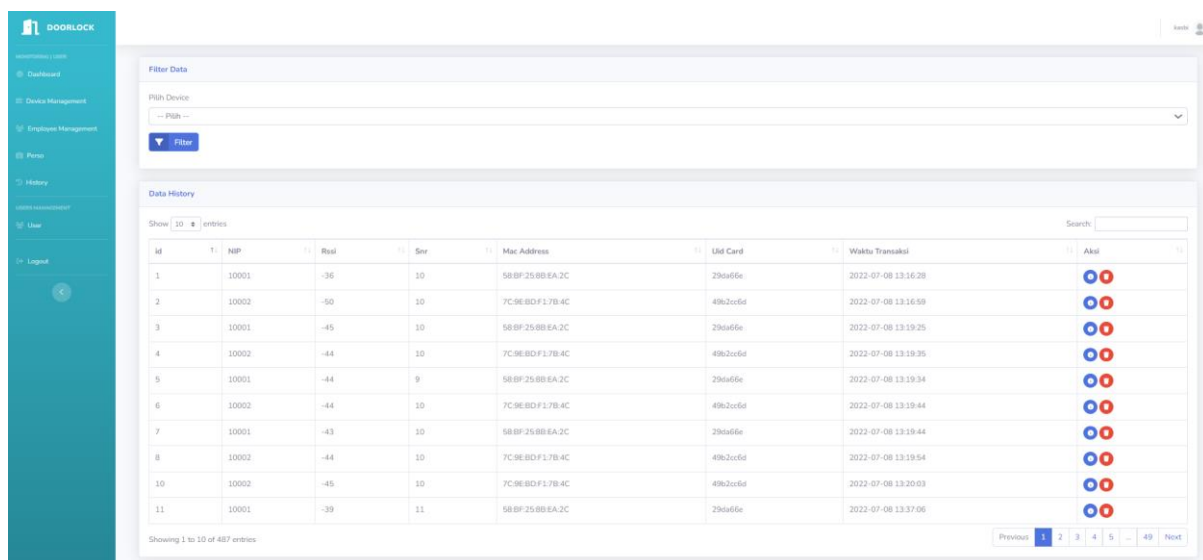 DOORLOCK
MONITORING LOGER
Dashboard
Device Management
Employee Management
Perso
History
USERS MANAGEMENT
User
Logout
Filter Data
Pilih Device
-- Pilih --
Filter
Data History
Show 10 entries
Search:
id NIP Rssi Snr Mac Address Uid Card Waktu Transaksi Aksi
1 10001 -36 10 58:BF:25:8B:EA:2C 29da66e 2022-07-08 13:16:28
2 10002 -50 10 7C:9E:BD:F1:7B:4C 49b2cc6d 2022-07-08 13:16:59
3 10001 -45 10 58:BF:25:8B:EA:2C 29da66e 2022-07-08 13:19:25
4 10002 -44 10 7C:9E:BD:F1:7B:4C 49b2cc6d 2022-07-08 13:19:35
5 10001 -44 9 58:BF:25:8B:EA:2C 29da66e 2022-07-08 13:19:34
6 10002 -44 10 7C:9E:BD:F1:7B:4C 49b2cc6d 2022-07-08 13:19:44
7 10001 -43 10 58:BF:25:8B:EA:2C 29da66e 2022-07-08 13:19:44
8 10002 -44 10 7C:9E:BD:F1:7B:4C 49b2cc6d 2022-07-08 13:19:54
10 10002 -45 10 7C:9E:BD:F1:7B:4C 49b2cc6d 2022-07-08 13:20:03
11 10001 -39 11 58:BF:25:8B:EA:2C 29da66e 2022-07-08 13:37:06
Showing 1 to 10 of 487 entries
Previous 1 2 3 4 5 ... 49 Next